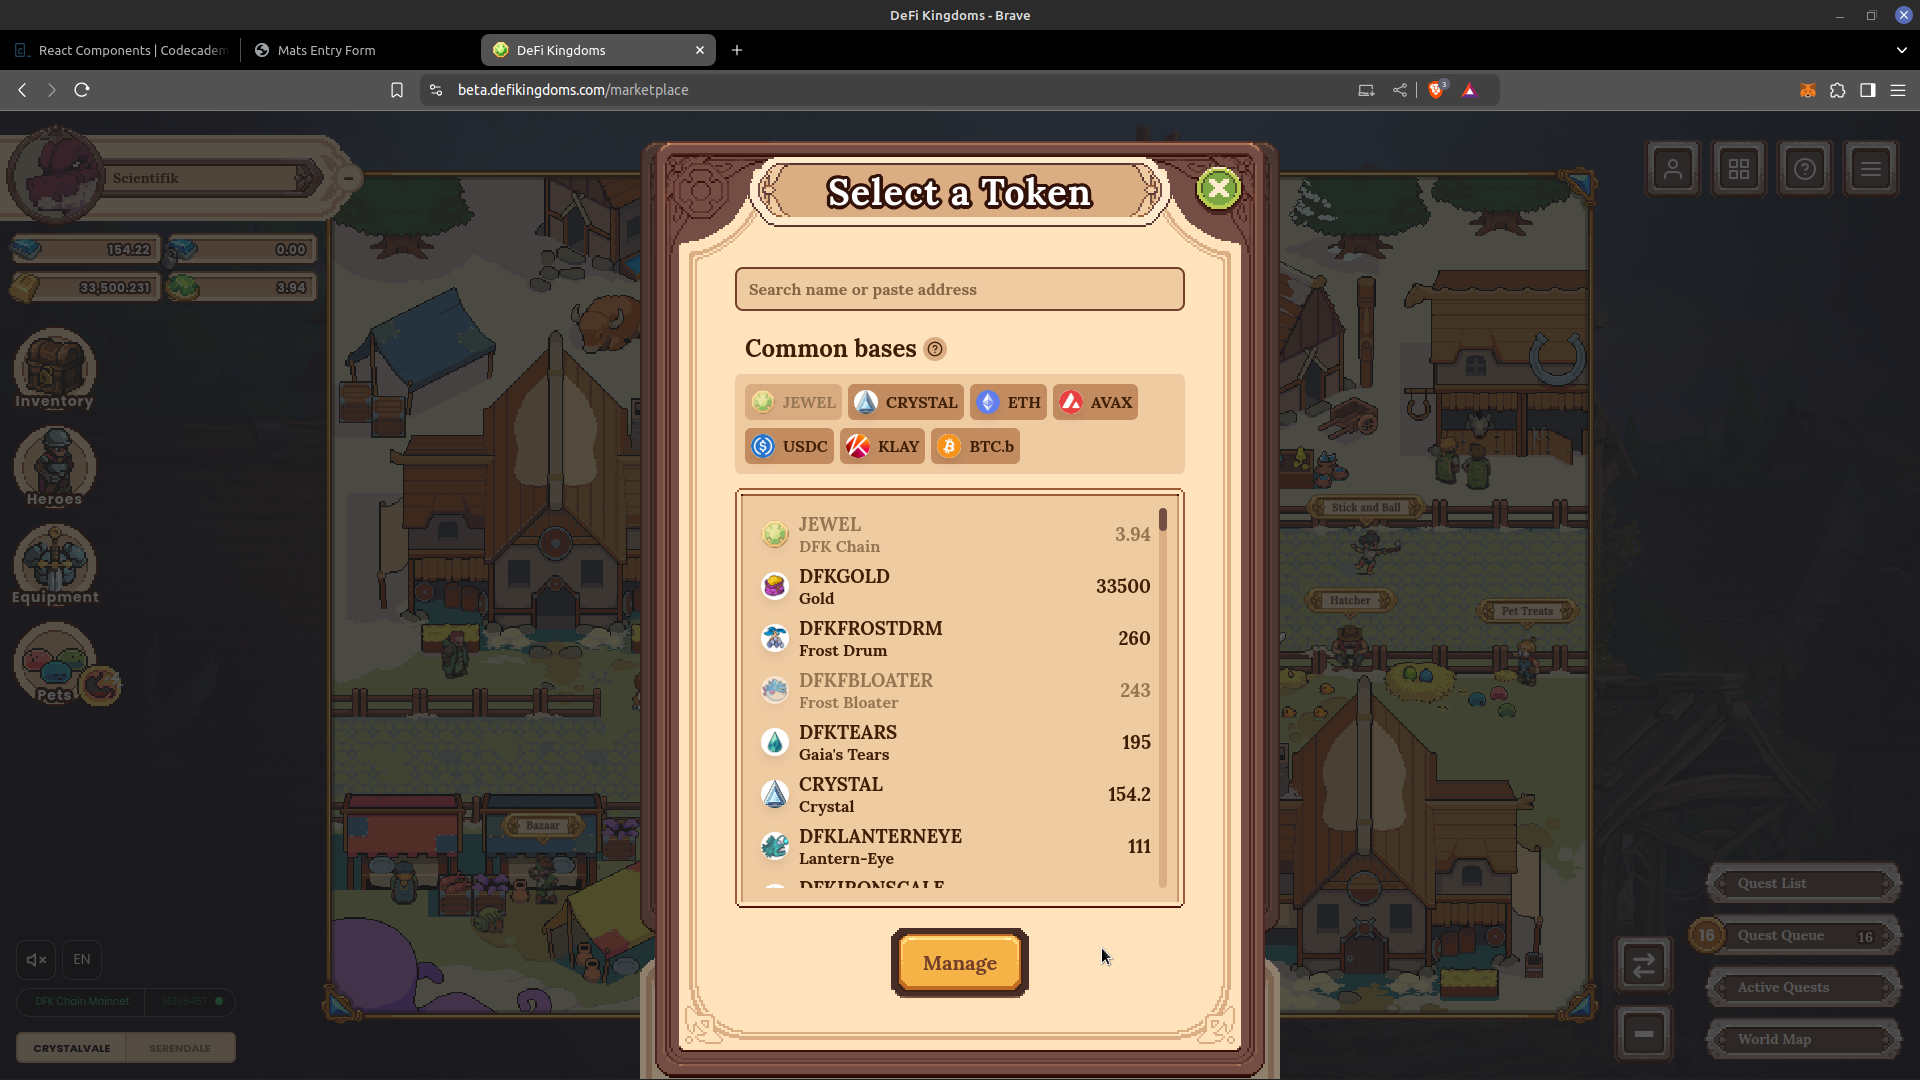 DeFi Kingdoms - Brave
React Components | Codecadem
Mats Entry Form
DeFi Kingdoms
beta.defikingdoms.com/marketplace
3
Scientifik
154.22
0.00
33,500.231
3.94
Inventory
Heroes
Equipment
Pets
EN
DFK Chain Mainnet
36198457
CRYSTALVALE
SERENDALE
Select a Token
Search name or paste address
Common bases
JEWEL
CRYSTAL
ETH
AVAX
USDC
KLAY
BTC.b
JEWEL
DFK Chain
3.94
DFKGOLD
Gold
33500
DFKFROSTDRM
Frost Drum
260
DFKFBLOATER
Frost Bloater
243
DFKTEARS
Gaia's Tears
195
CRYSTAL
Crystal
154.2
DFKLANTERNEYE
Lantern-Eye
111
DFKIRONSCALE
Manage
Bazaar
Stick and Ball
Hatcher
Pet Treats
Quest List
16
Quest Queue
16
Active Quests
World Map